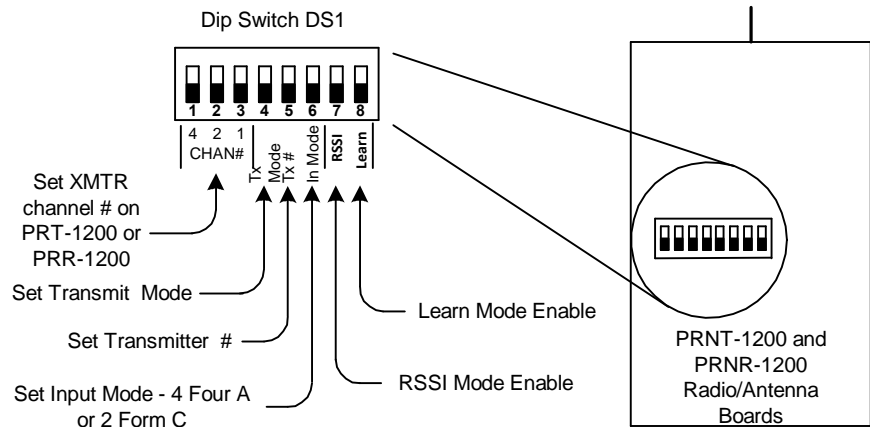 Dip Switch DS1
1 2 3 4 5 6 7 8
4 2 1
CHAN#
Tx
Mode
Tx #
In Mode
RSSI
Learn
Set XMTR
channel # on
PRT-1200 or
PRR-1200
Set Transmit Mode
Set Transmitter #
Set Input Mode - 4 Four A
or 2 Form C
Learn Mode Enable
RSSI Mode Enable
PRNT-1200 and
PRNR-1200
Radio/Antenna
Boards